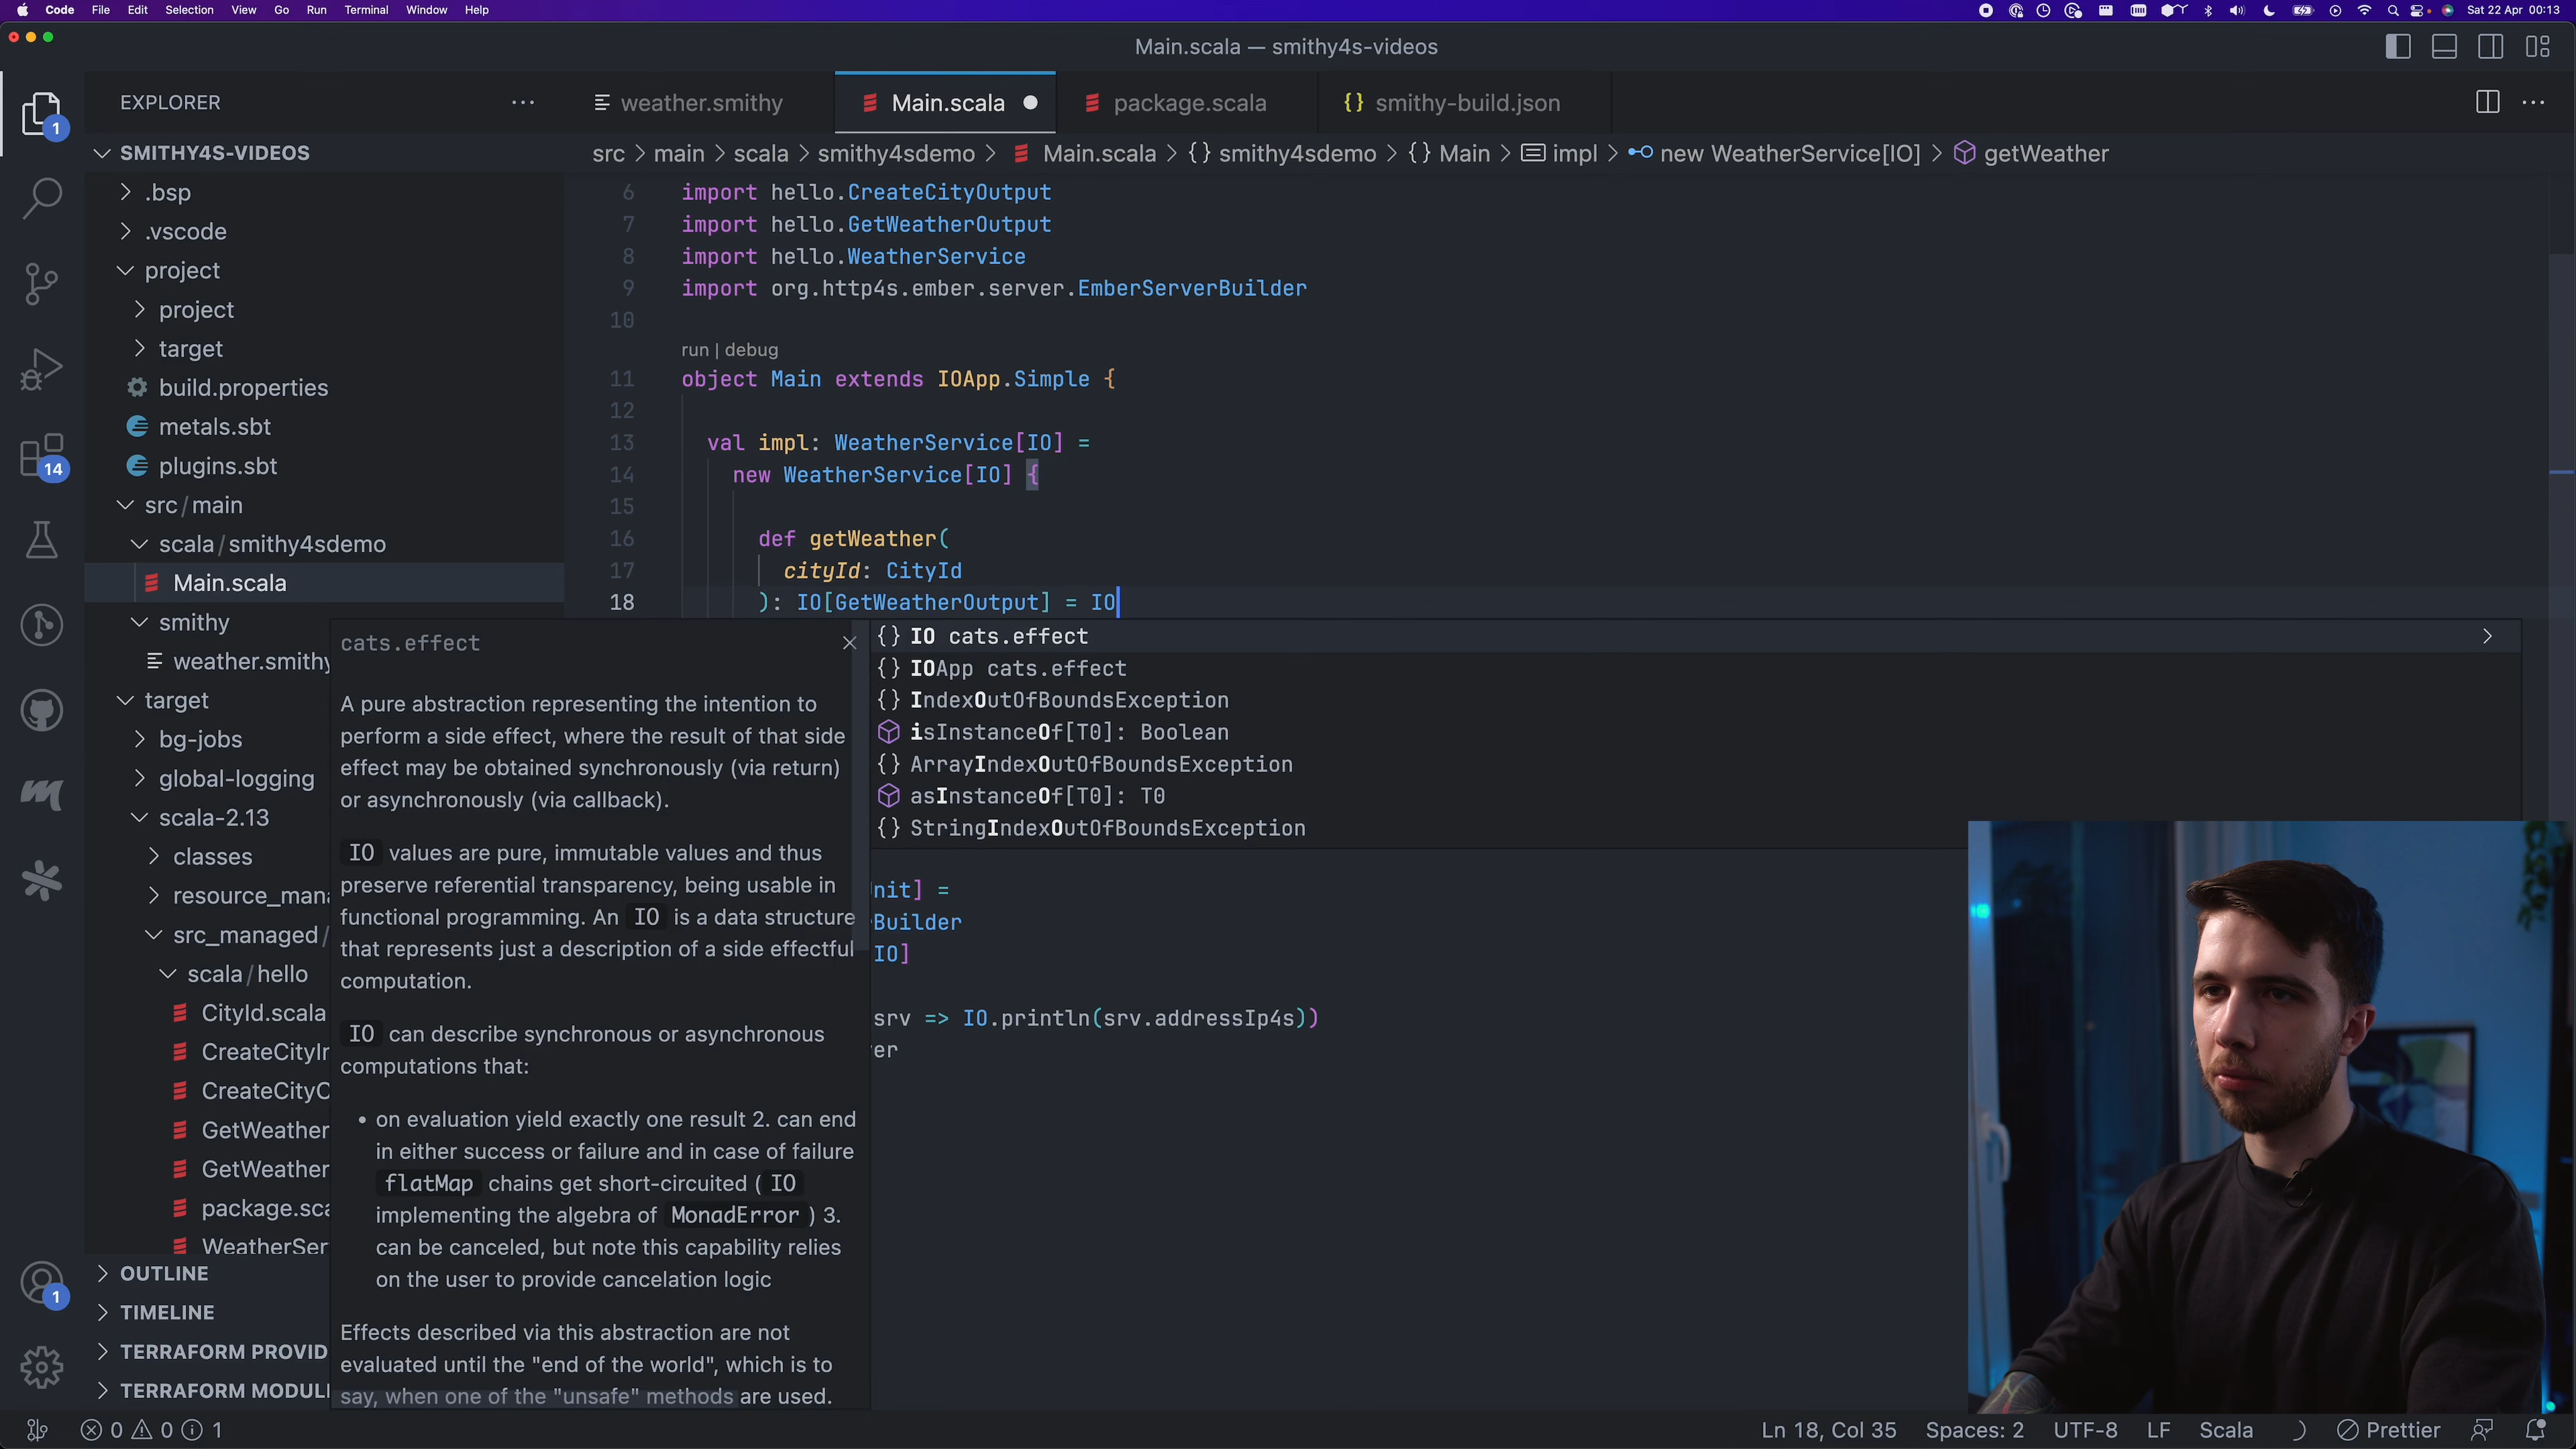 Code File Edit Selection View Go Run Terminal Window Help
Sat 22 Apr 00:13
Main.scala — smithy4s-videos
EXPLORER
weather.smithy
Main.scala
package.scala
{} smithy-build.json
src > main > scala > smithy4sdemo > Main.scala > {} smithy4sdemo > {} Main > impl > new WeatherService[IO] > getWeather
1
14
1
SMITHY4S-VIDEOS
.bsp
.vscode
project
project
target
build.properties
metals.sbt
plugins.sbt
src/main
scala/smithy4sdemo
Main.scala
smithy
weather.smithy
target
bg-jobs
global-logging
scala-2.13
classes
resource_mana
src_managed/
scala/hello
CityId.scala
CreateCityIr
CreateCityC
GetWeather
GetWeather
package.sca
WeatherSer
OUTLINE
TIMELINE
TERRAFORM PROVID
TERRAFORM MODUL
6 import hello.CreateCityOutput
7 import hello.GetWeatherOutput
8 import hello.WeatherService
9 import org.http4s.ember.server.EmberServerBuilder
10
run | debug
11 object Main extends IOApp.Simple {
12
13 val impl: WeatherService[IO] =
14 new WeatherService[IO] {
15
16 def getWeather(
17 cityId: CityId
18 ): IO[GetWeatherOutput] = IO
{} IO cats.effect
{} IOApp cats.effect
{} IndexOutOfBoundsException
isInstanceOf[T0]: Boolean
{} ArrayIndexOutOfBoundsException
asInstanceOf[T0]: T0
{} StringIndexOutOfBoundsException
cats.effect
A pure abstraction representing the intention to
perform a side effect, where the result of that side
effect may be obtained synchronously (via return)
or asynchronously (via callback).
IO values are pure, immutable values and thus
preserve referential transparency, being usable in
functional programming. An IO is a data structure
that represents just a description of a side effectful
computation.
IO can describe synchronous or asynchronous
computations that:
• on evaluation yield exactly one result 2. can end
in either success or failure and in case of failure
flatMap chains get short-circuited ( IO
implementing the algebra of MonadError ) 3.
can be canceled, but note this capability relies
on the user to provide cancelation logic
Effects described via this abstraction are not
evaluated until the "end of the world", which is to
say, when one of the "unsafe" methods are used.
nit] =
Builder
IO]
srv => IO.println(srv.addressIp4s))
er
0 0 1
Ln 18, Col 35 Spaces: 2 UTF-8 LF Scala Prettier